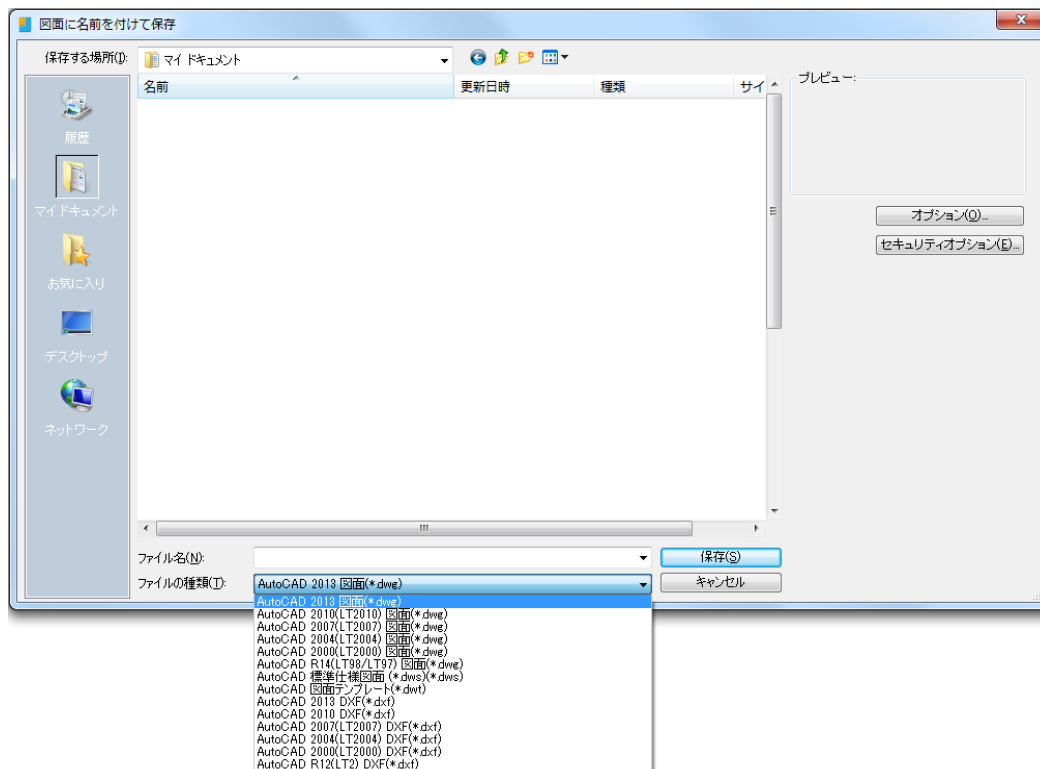 図面に名前を付けて保存
保存する場所(I):
マイ ドキュメント
名前
更新日時
種類
サイ
プレビュー:
履歴
マイ ドキュメント
お気に入り
デスクトップ
ネットワーク
オプション(O)...
セキュリティオプション(E)...
ファイル名(N):
保存(S)
ファイルの種類(T):
AutoCAD 2013 図面(*.dwg)
キャンセル
AutoCAD 2013 図面(*.dwg)
AutoCAD 2010(LT2010) 図面(*.dwg)
AutoCAD 2007(LT2007) 図面(*.dwg)
AutoCAD 2004(LT2004) 図面(*.dwg)
AutoCAD 2000(LT2000) 図面(*.dwg)
AutoCAD R14(LT98/LT97) 図面(*.dwg)
AutoCAD 標準仕様図面 (*.dws)(*.dws)
AutoCAD 図面テンプレート(*.dwt)
AutoCAD 2013 DXF(*.dxf)
AutoCAD 2010 DXF(*.dxf)
AutoCAD 2007(LT2007) DXF(*.dxf)
AutoCAD 2004(LT2004) DXF(*.dxf)
AutoCAD 2000(LT2000) DXF(*.dxf)
AutoCAD R12(LT2) DXF(*.dxf)